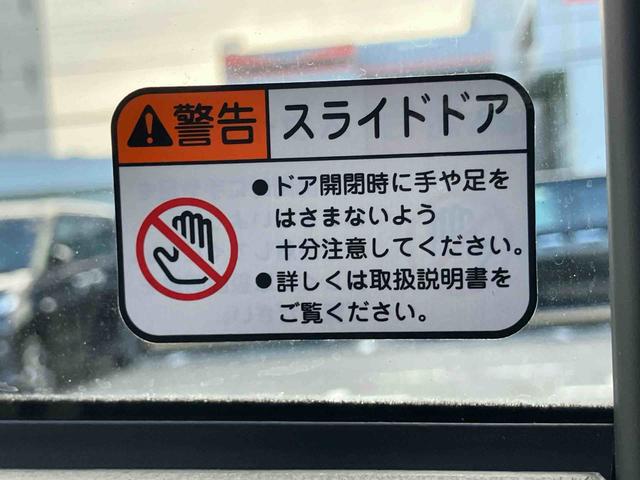 警告 スライドドア
●ドア開閉時に手や足を
はさまないよう
十分注意してください。
●詳しくは取扱説明書を
ご覧ください。